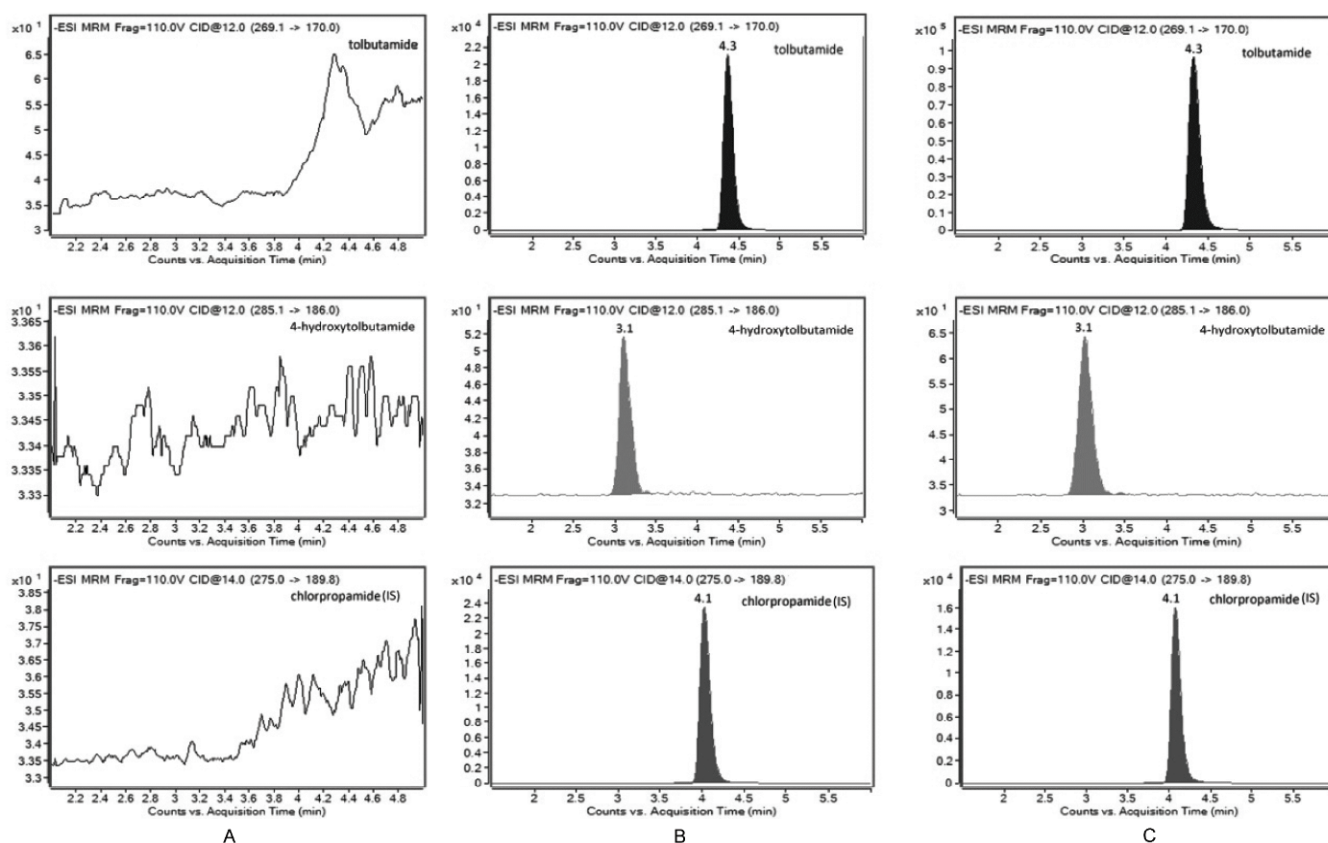 x10 1
-ESI MRM Frag=110.0V CID@12.0 (269.1 -> 170.0)
tolbutamide
6.5
6
5.5
5
4.5
4
3.5
3
2.2 2.4 2.6 2.8 3 3.2 3.4 3.6 3.8 4 4.2 4.4 4.6 4.8
Counts vs. Acquisition Time (min)
x10 4
-ESI MRM Frag=110.0V CID@12.0 (269.1 -> 170.0)
4.3
tolbutamide
2.2
2
1.8
1.6
1.4
1.2
1
0.8
0.6
0.4
0.2
0
2 2.5 3 3.5 4 4.5 5 5.5
Counts vs. Acquisition Time (min)
x10 5
-ESI MRM Frag=110.0V CID@12.0 (269.1 -> 170.0)
4.3
tolbutamide
1
0.9
0.8
0.7
0.6
0.5
0.4
0.3
0.2
0.1
0
2 2.5 3 3.5 4 4.5 5 5.5
Counts vs. Acquisition Time (min)
x10 1
-ESI MRM Frag=110.0V CID@12.0 (285.1 -> 186.0)
3.365
4-hydroxytolbutamide
3.36
3.355
3.35
3.345
3.34
3.335
3.33
2.2 2.4 2.6 2.8 3 3.2 3.4 3.6 3.8 4 4.2 4.4 4.6 4.8
Counts vs. Acquisition Time (min)
x10 1
-ESI MRM Frag=110.0V CID@12.0 (285.1 -> 186.0)
3.1
4-hydroxytolbutamide
5.2
5
4.8
4.6
4.4
4.2
4
3.8
3.6
3.4
3.2
2 2.5 3 3.5 4 4.5 5 5.5
Counts vs. Acquisition Time (min)
x10 1
-ESI MRM Frag=110.0V CID@12.0 (285.1 -> 186.0)
3.1
4-hydroxytolbutamide
6.5
6
5.5
5
4.5
4
3.5
3
2 2.5 3 3.5 4 4.5 5 5.5
Counts vs. Acquisition Time (min)
x10 1
-ESI MRM Frag=110.0V CID@14.0 (275.0 -> 189.8)
3.85
chlorpropamide(IS)
3.8
3.75
3.7
3.65
3.6
3.55
3.5
3.45
3.4
3.35
3.3
2.2 2.4 2.6 2.8 3 3.2 3.4 3.6 3.8 4 4.2 4.4 4.6 4.8
Counts vs. Acquisition Time (min)
x10 4
-ESI MRM Frag=110.0V CID@14.0 (275.0 -> 189.8)
4.1
chlorpropamide(IS)
2.4
2.2
2
1.8
1.6
1.4
1.2
1
0.8
0.6
0.4
0.2
0
2 2.5 3 3.5 4 4.5 5 5.5
Counts vs. Acquisition Time (min)
x10 4
-ESI MRM Frag=110.0V CID@14.0 (275.0 -> 189.8)
4.1
chlorpropamide(IS)
1.6
1.4
1.2
1
0.8
0.6
0.4
0.2
0
2 2.5 3 3.5 4 4.5 5 5.5
Counts vs. Acquisition Time (min)
A B C